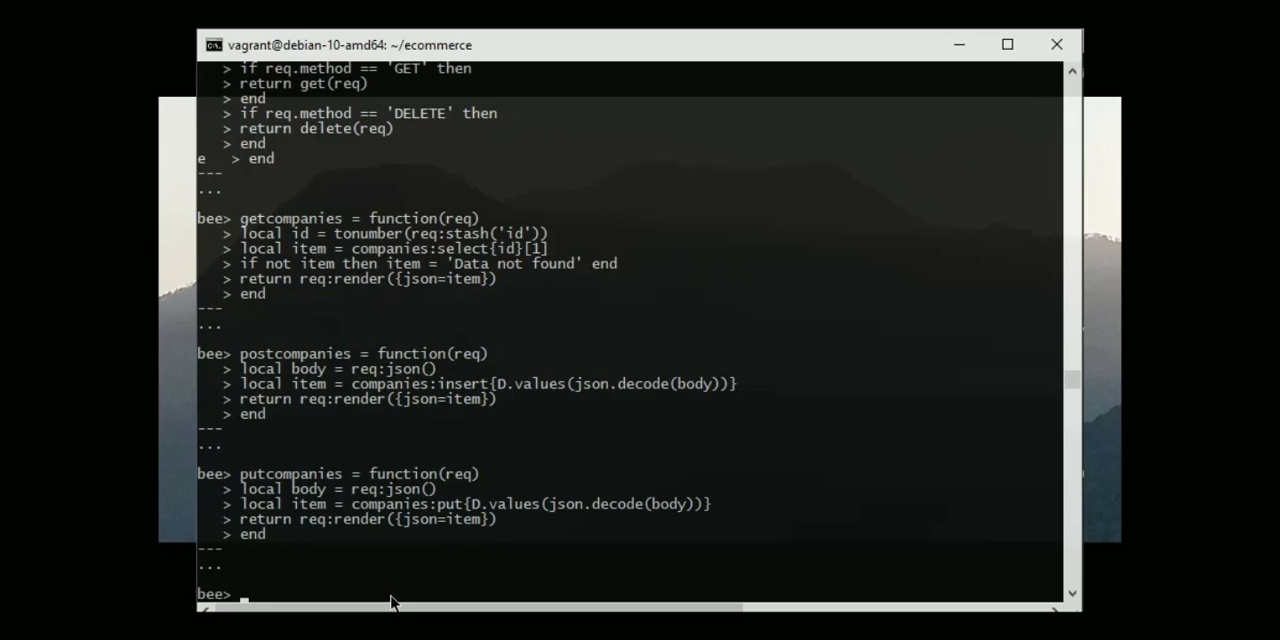 vagrant@debian-10-amd64: ~/ecommerce
> if req.method == 'GET' then
> return get(req)
> end
> if req.method == 'DELETE' then
> return delete(req)
> end
e   > end
---
...
bee> getcompanies = function(req)
> local id = tonumber(req:stash('id'))
> local item = companies:select{id}[1]
> if not item then item = 'Data not found' end
> return req:render({json=item})
> end
---
...
bee> postcompanies = function(req)
> local body = req:json()
> local item = companies:insert{D.values(json.decode(body))}
> return req:render({json=item})
> end
---
...
bee> putcompanies = function(req)
> local body = req:json()
> local item = companies:put{D.values(json.decode(body))}
> return req:render({json=item})
> end
---
...
bee>